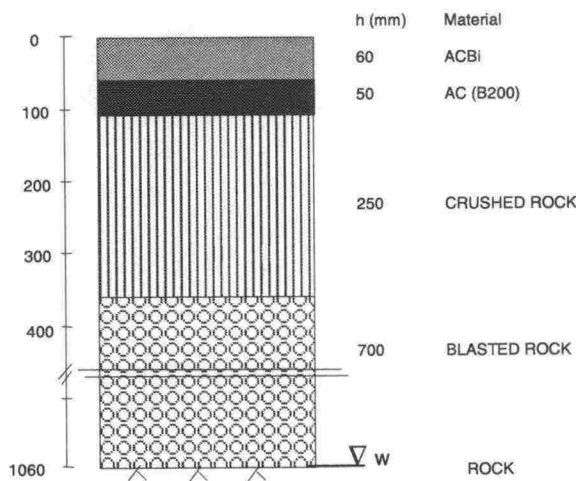 h (mm) Material
0
60 ACBi
50 AC (B200)
100
200
250 CRUSHED ROCK
300
400
700 BLASTED ROCK
W
1060 ROCK